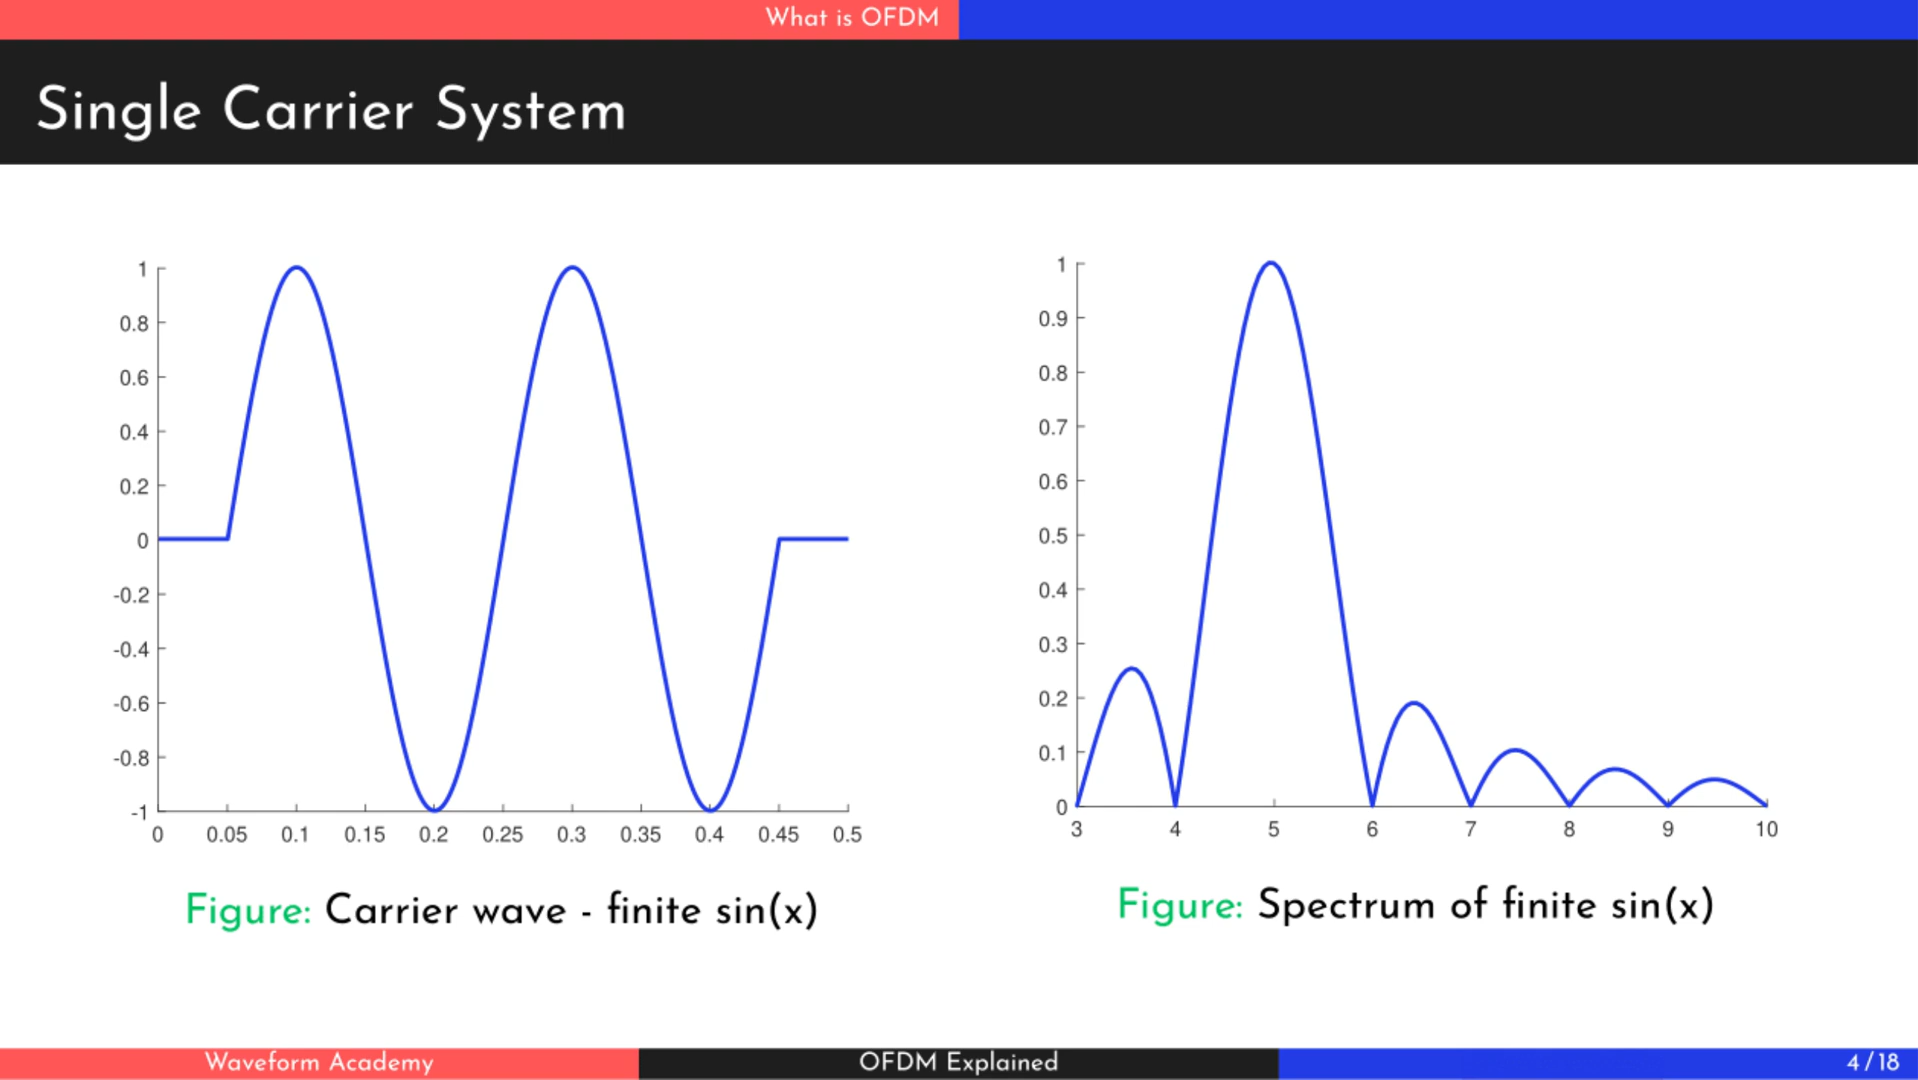 What is OFDM
Single Carrier System
1
0.8
0.6
0.4
0.2
0
-0.2
-0.4
-0.6
-0.8
-1
0 0.05 0.1 0.15 0.2 0.25 0.3 0.35 0.4 0.45 0.5
Figure: Carrier wave - finite sin(x)
1
0.9
0.8
0.7
0.6
0.5
0.4
0.3
0.2
0.1
0
3 4 5 6 7 8 9 10
Figure: Spectrum of finite sin(x)
Waveform Academy
OFDM Explained
4 / 18